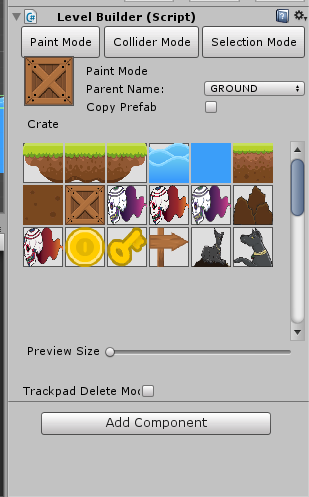 Level Builder (Script)
Paint Mode Collider Mode Selection Mode
Paint Mode
Parent Name: GROUND
Copy Prefab
Crate
Preview Size
Trackpad Delete Mo
Add Component